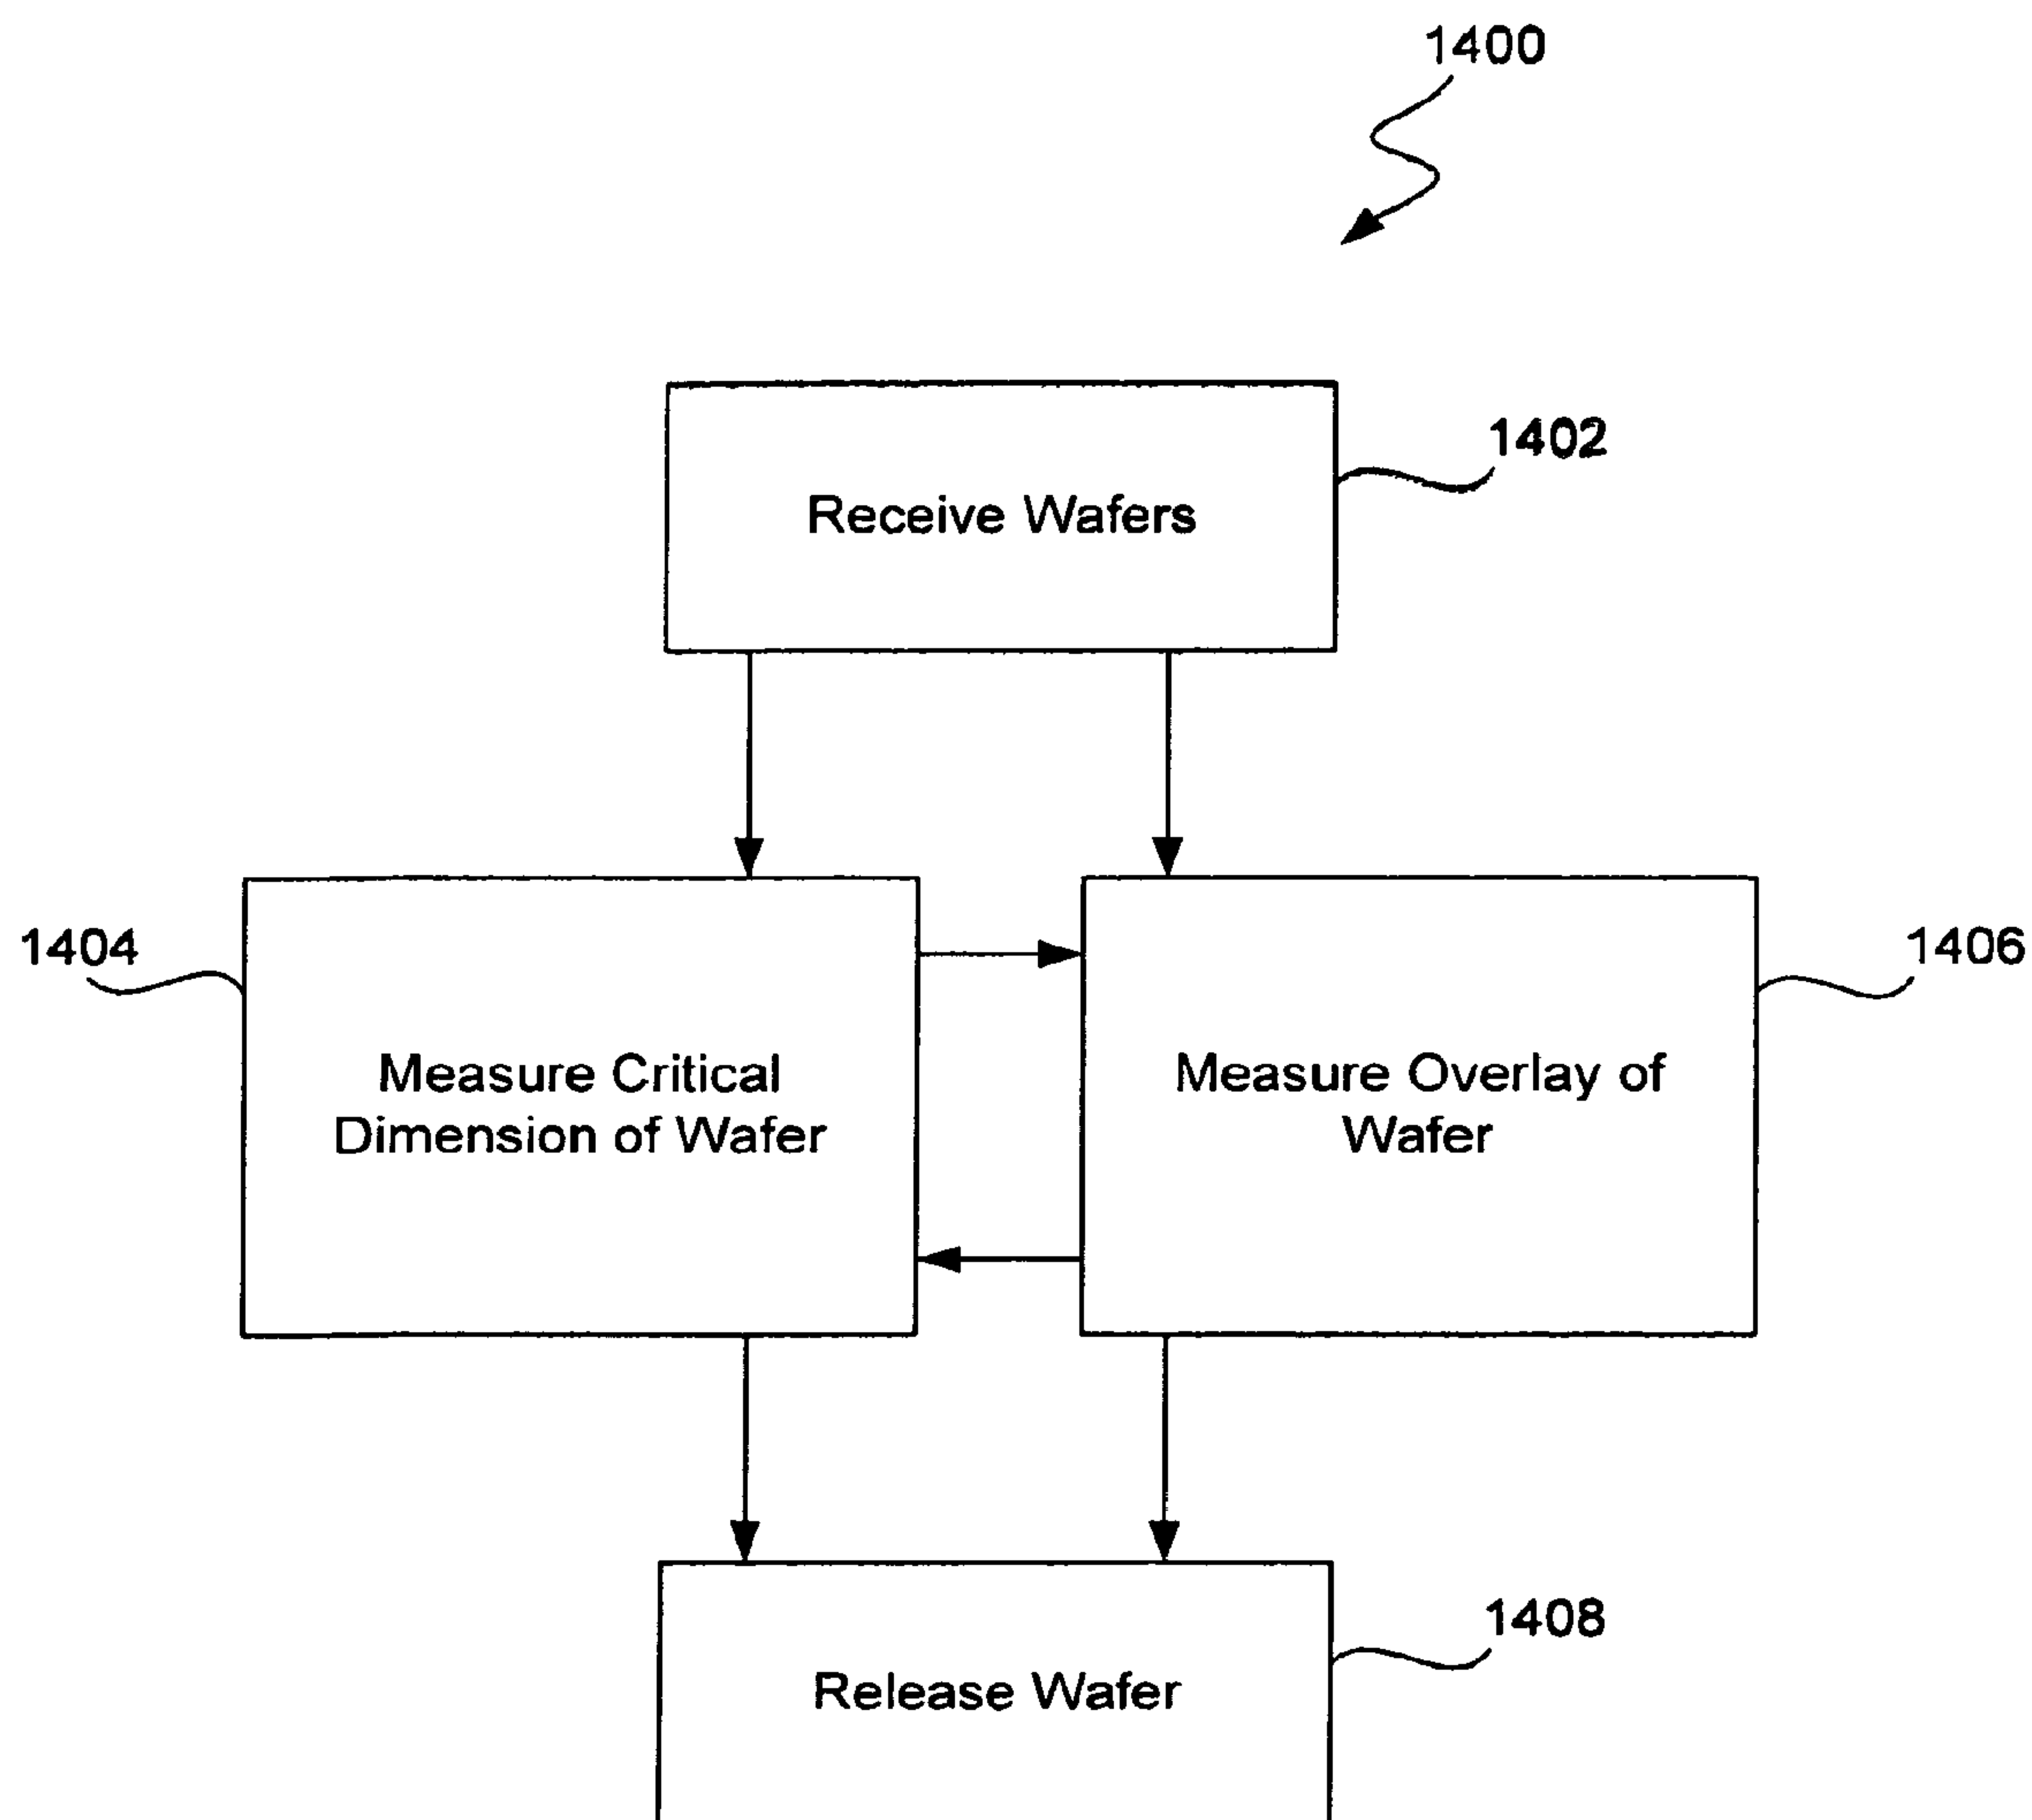 1400
1402
Receive Wafers
1404
1406
Measure Critical
Dimension of Wafer
Measure Overlay of
Wafer
1408
Release Wafer